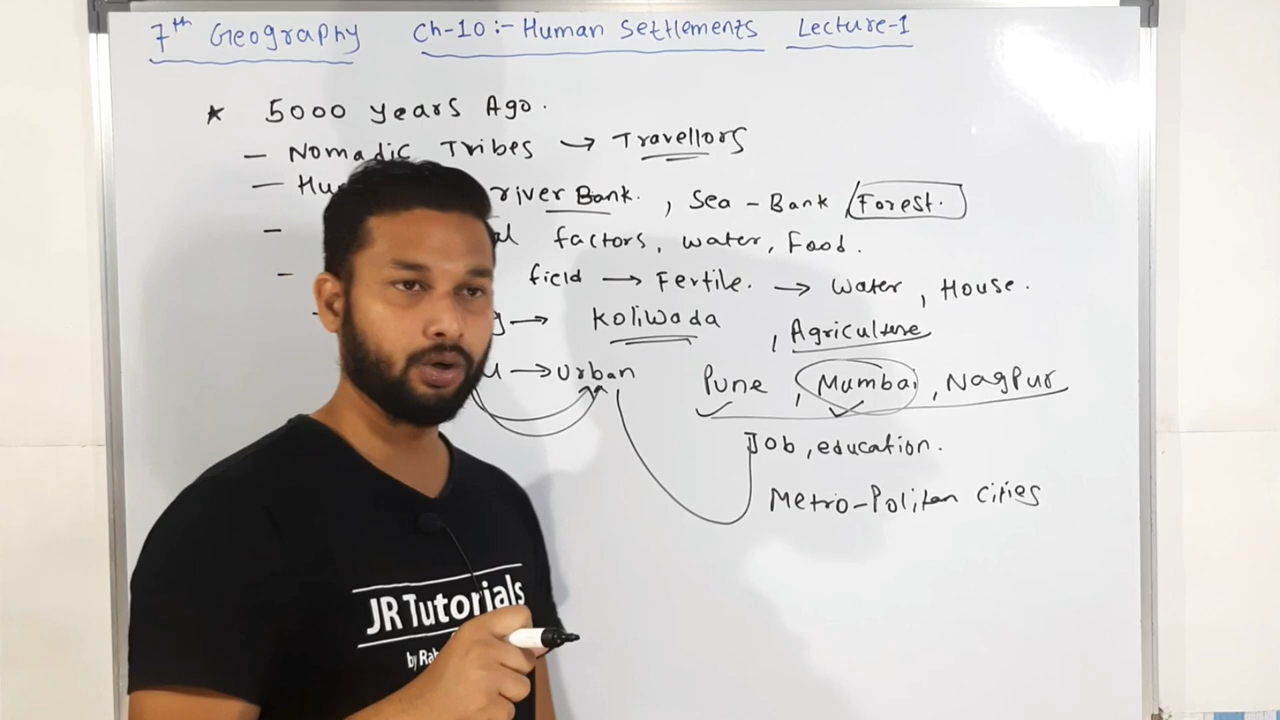 7th Geography Ch-10:- Human Settlements Lecture-1
* 5000 years Ago.
- Nomadic Tribes → Travellors
- river Bank. , Sea - Bank / Forest.
- factors, water, Food.
- field → Fertile. → water , House.
→ Koliwada , Agriculture
→ Urban Pune , Mumbai , Nagpur
Job , education.
Metro-Politan cities
JR Tutorials
by